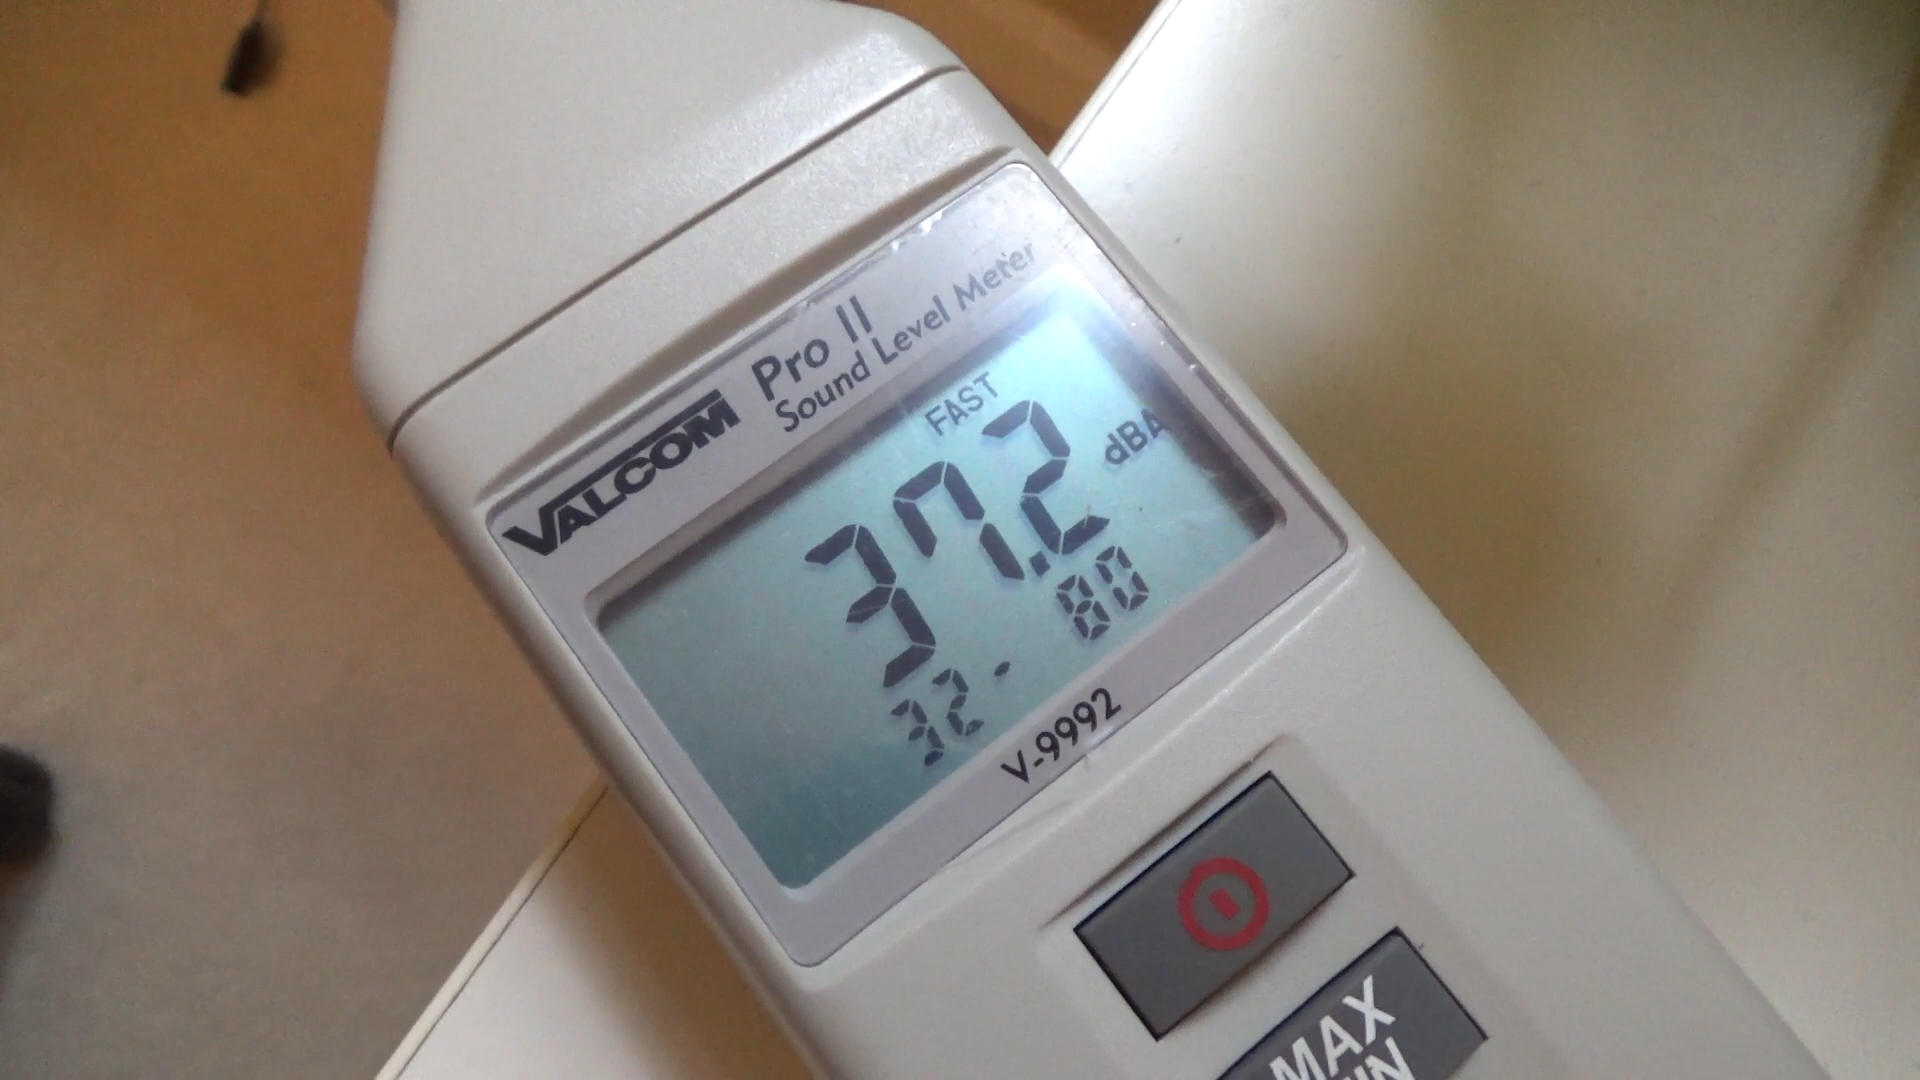 VALCOM Pro II
Sound Level Meter
FAST
37.2 dBA
32 - 80
V-9992
MAX